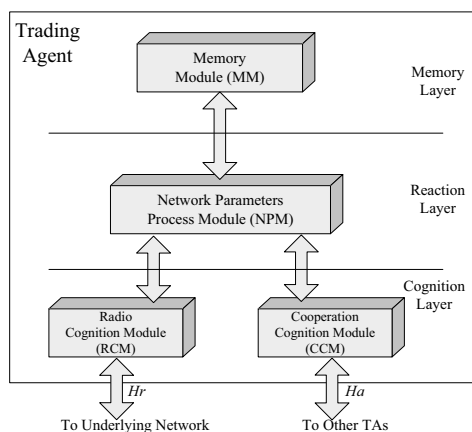 Trading
Agent
Memory
Module (MM)
Memory
Layer
Network Parameters
Process Module (NPM)
Reaction
Layer
Cognition
Layer
Radio
Cognition Module
(RCM)
Cooperation
Cognition Module
(CCM)
Hr
Ha
To Underlying Network
To Other TAs